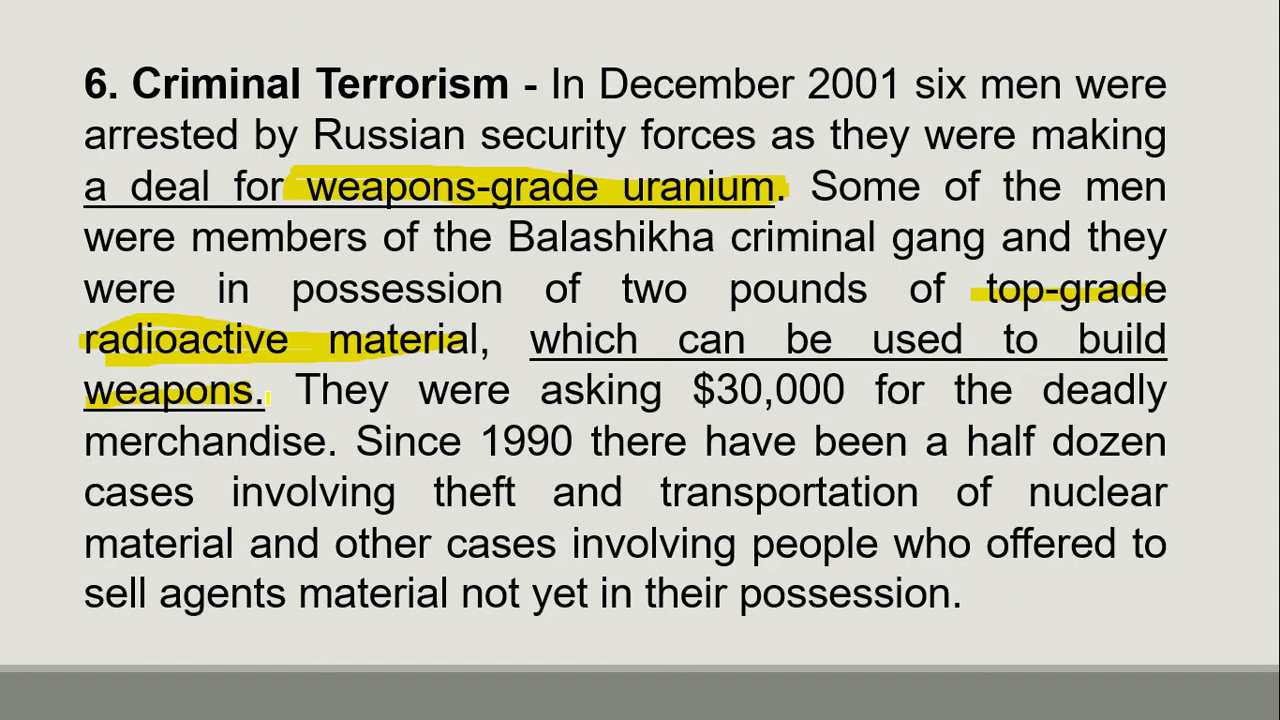 6. Criminal Terrorism - In December 2001 six men were
arrested by Russian security forces as they were making
a deal for weapons-grade uranium. Some of the men
were members of the Balashikha criminal gang and they
were in possession of two pounds of top-grade
radioactive material, which can be used to build
weapons. They were asking $30,000 for the deadly
merchandise. Since 1990 there have been a half dozen
cases involving theft and transportation of nuclear
material and other cases involving people who offered to
sell agents material not yet in their possession.